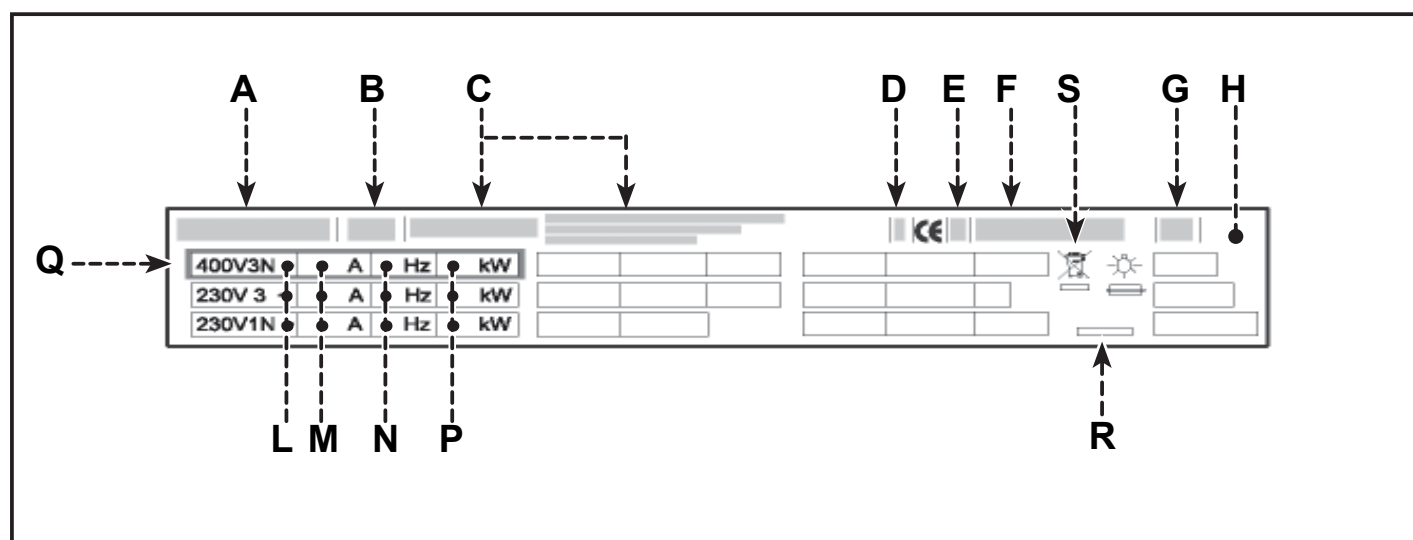 A B C D E F S G H
CE
Q 400V3N A Hz kW
230V 3 A Hz kW
230V1N A Hz kW
L M N P R